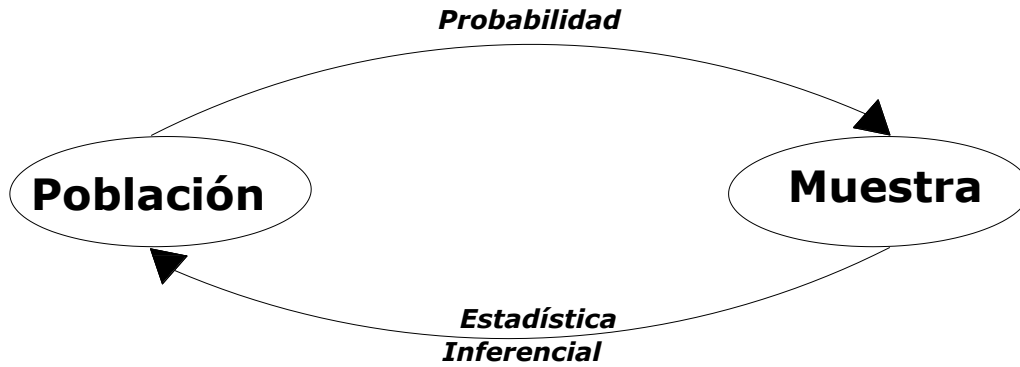 Probabilidad
Población
Muestra
Estadística
Inferencial